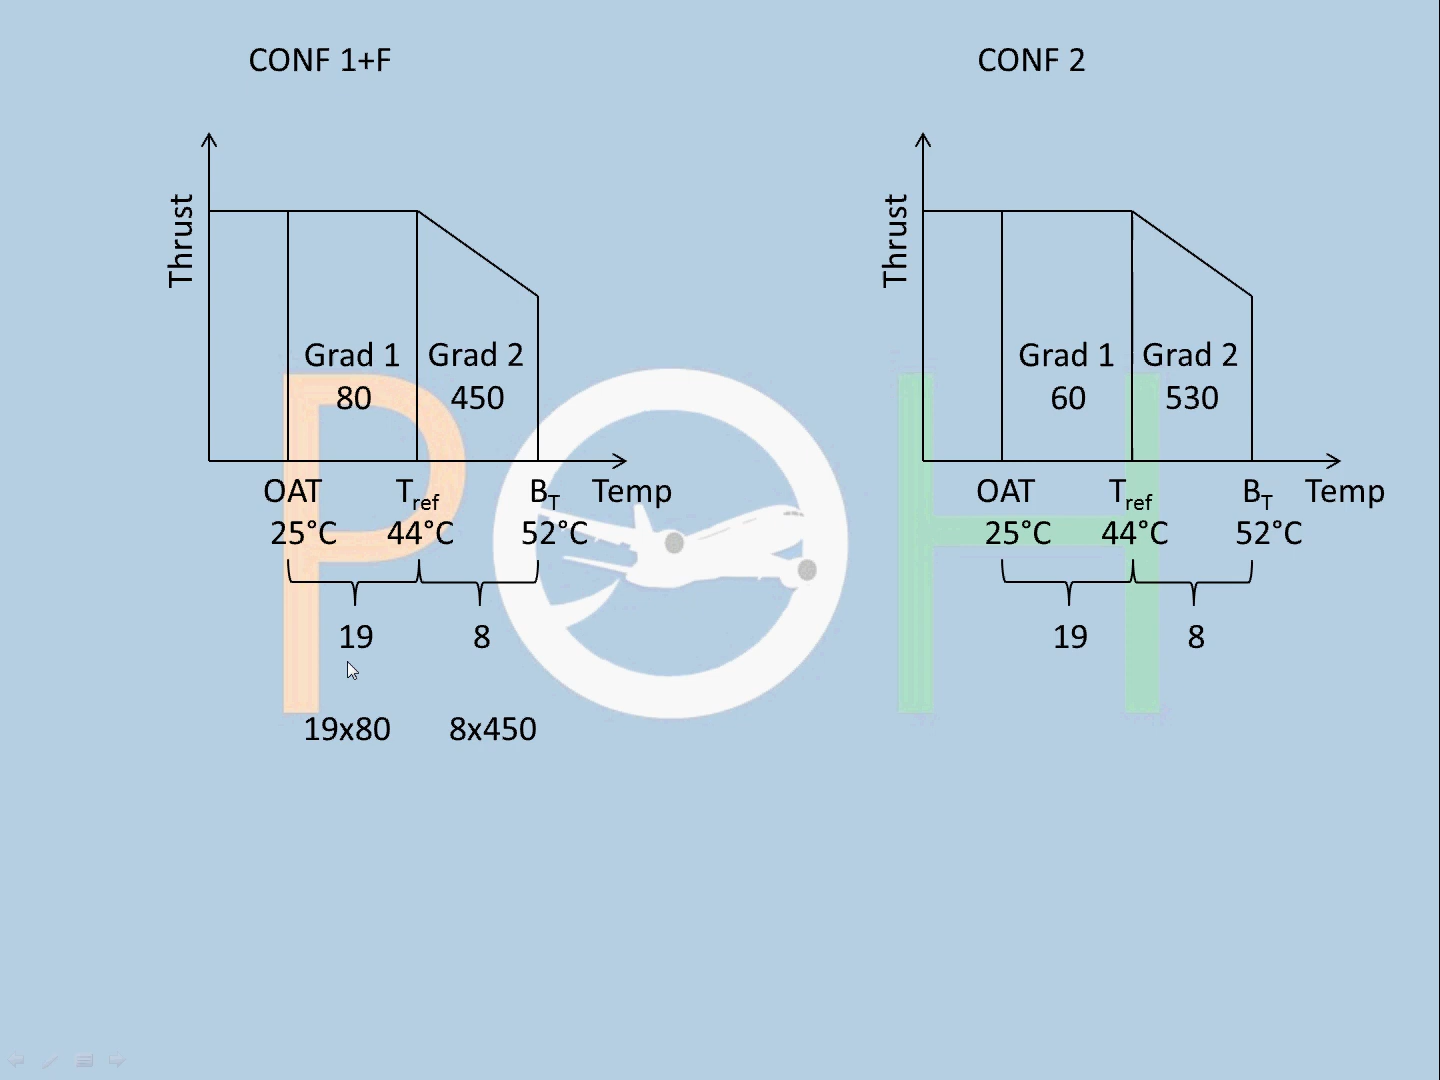 CONF 1+F
Thrust
Grad 1 Grad 2
80 450
OAT Tref BT Temp
25°C 44°C 52°C
19 8
19x80 8x450
CONF 2
Thrust
Grad 1 Grad 2
60 530
OAT Tref BT Temp
25°C 44°C 52°C
19 8
P H